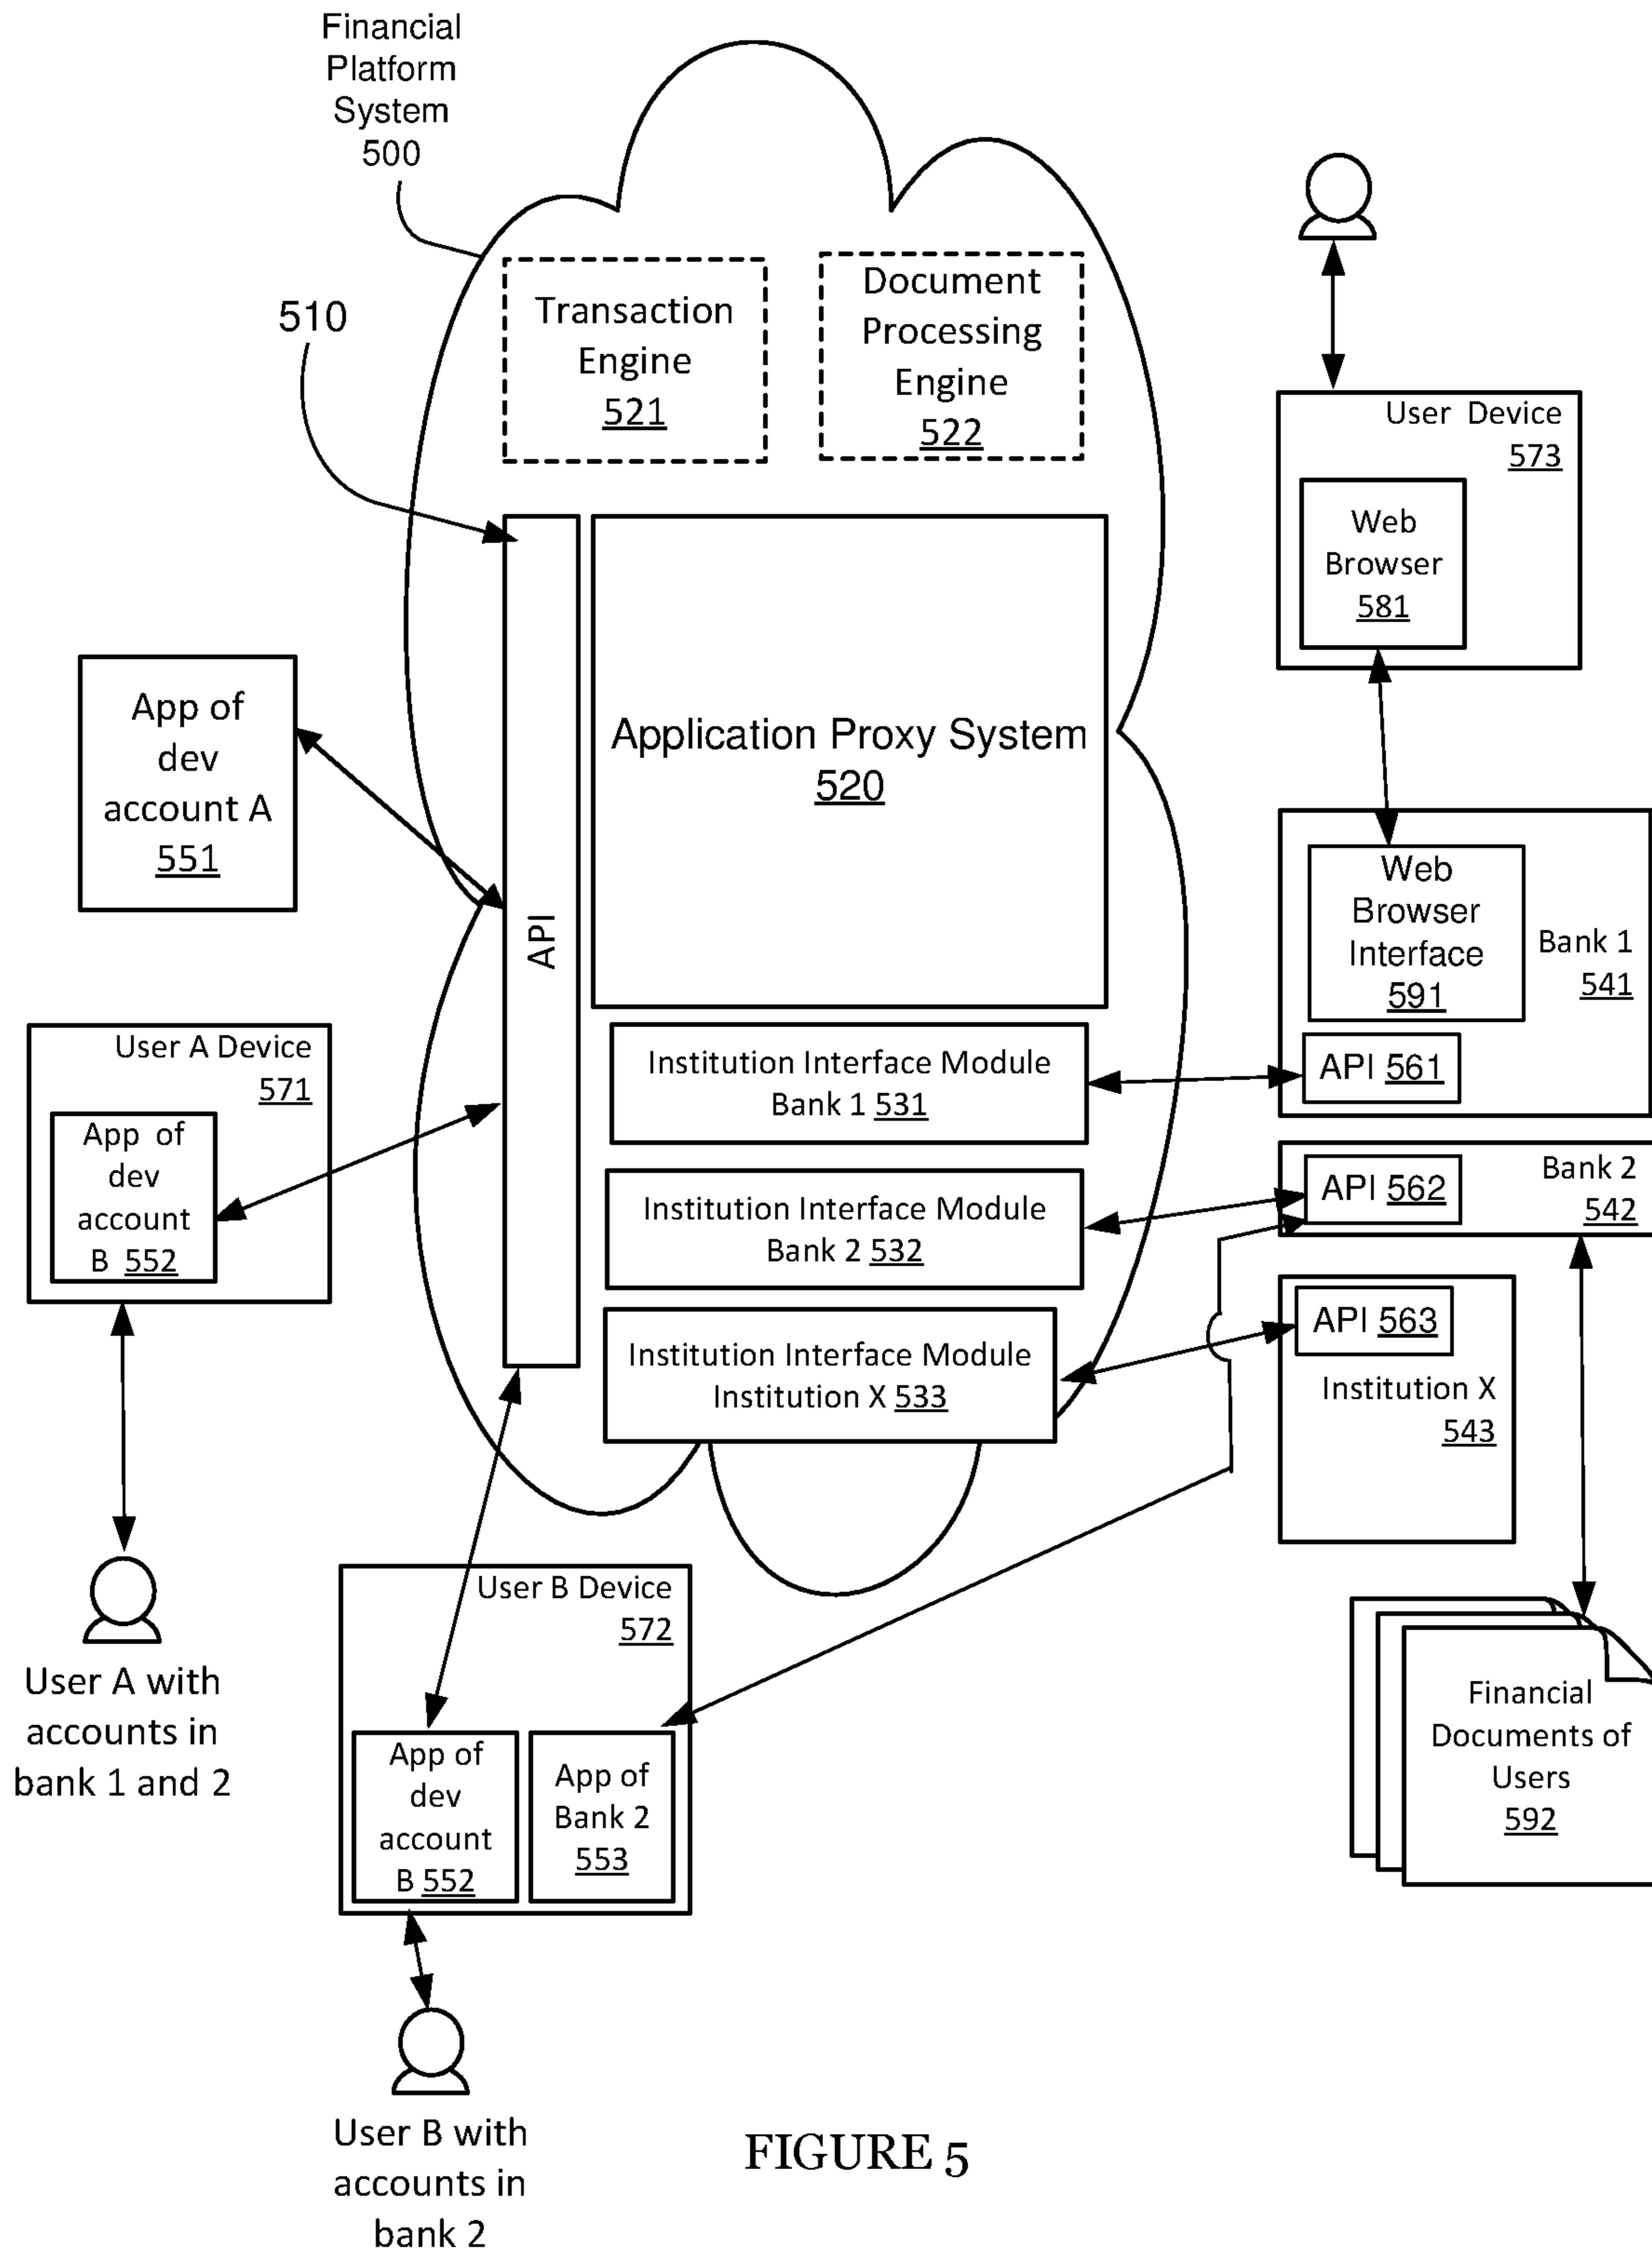 Financial
Platform
System
500
510
Transaction
Engine
521
Document
Processing
Engine
522
User Device
573
Web
Browser
581
App of
dev
account A
551
API
Application Proxy System
520
Web
Browser
Interface
591
Bank 1
541
API 561
User A Device
571
App of
dev
account
B 552
Institution Interface Module
Bank 1 531
Institution Interface Module
Bank 2 532
Institution Interface Module
Institution X 533
API 562
Bank 2
542
API 563
Institution X
543
User A with
accounts in
bank 1 and 2
User B Device
572
App of
dev
account
B 552
App of
Bank 2
553
Financial
Documents of
Users
592
User B with
accounts in
bank 2
FIGURE 5